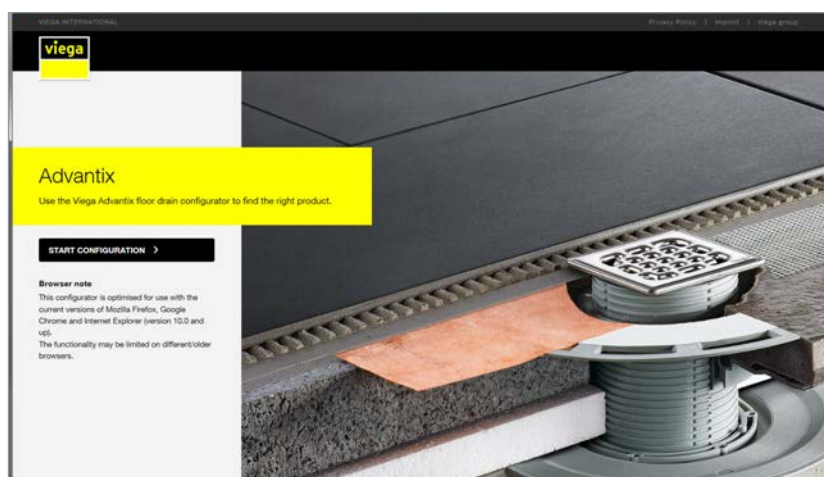 VIEGA INTERNATIONAL
Privacy Policy | Imprint | Viega group
viega
Advantix
Use the Viega Advantix floor drain configurator to find the right product.
START CONFIGURATION >
Browser note
This configurator is optimised for use with the
current versions of Mozilla Firefox, Google
Chrome and Internet Explorer (version 10.0 and
up).
The functionality may be limited on different/older
browsers.